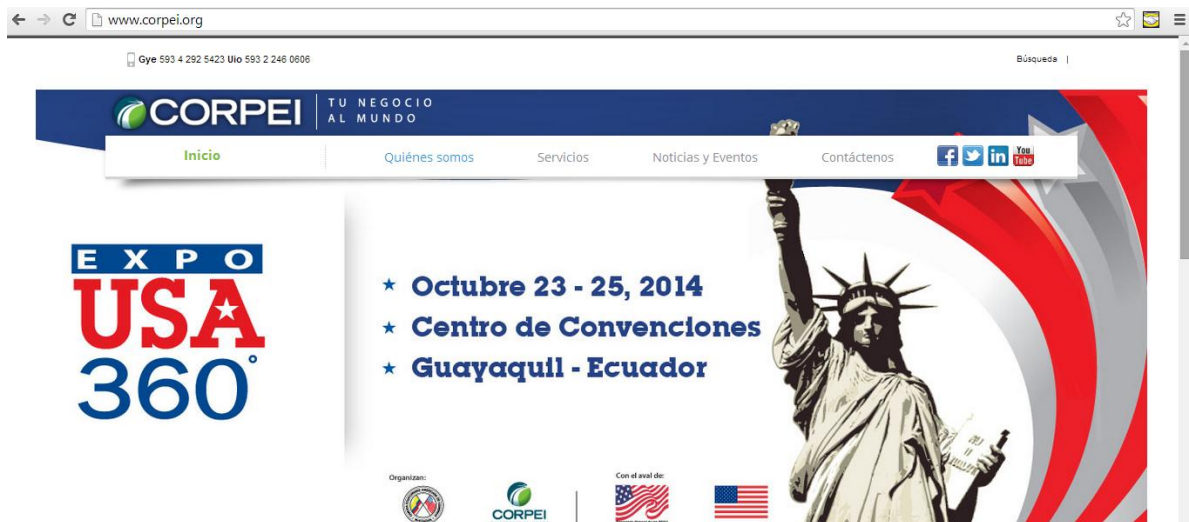 www.corpei.org
Gye 593 4 292 5423 Uio 593 2 246 0606
Búsqueda |
CORPEI
TU NEGOCIO
AL MUNDO
Inicio
Quiénes somos
Servicios
Noticias y Eventos
Contáctenos
You
Tube
EXPO
USA
360°
Octubre 23 - 25, 2014
Centro de Convenciones
Guayaquil - Ecuador
Organizan:
Con el aval de:
CORPEI